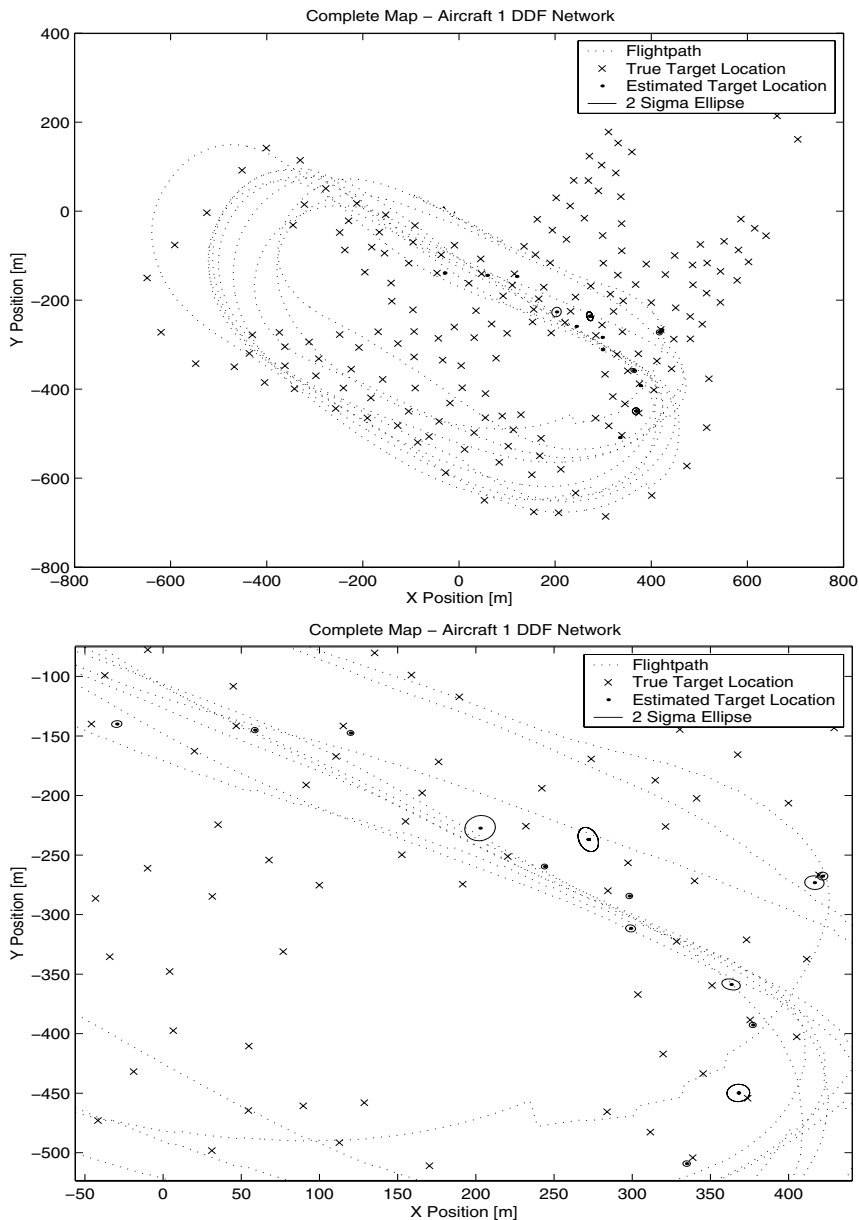 Complete Map − Aircraft 1 DDF Network
Flightpath
True Target Location
Estimated Target Location
2 Sigma Ellipse
400
200
0
−200
−400
−600
−800
Y Position [m]
−800
−600
−400
−200
0
200
400
600
800
X Position [m]
Complete Map − Aircraft 1 DDF Network
Flightpath
True Target Location
Estimated Target Location
2 Sigma Ellipse
−100
−150
−200
−250
−300
−350
−400
−450
−500
Y Position [m]
−50
0
50
100
150
200
250
300
350
400
X Position [m]